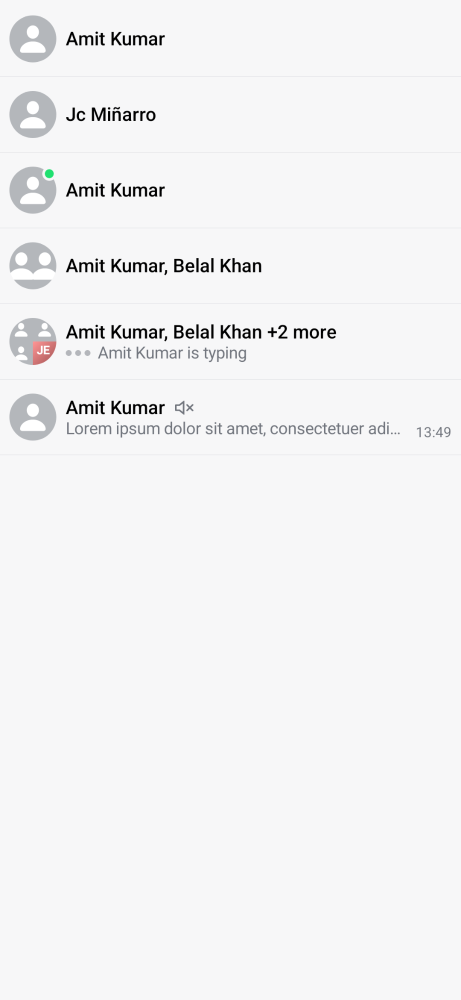 Amit Kumar
Jc Miñarro
Amit Kumar
Amit Kumar, Belal Khan
Amit Kumar, Belal Khan +2 more
JE
Amit Kumar is typing
Amit Kumar
Lorem ipsum dolor sit amet, consectetuer adi... 13:49